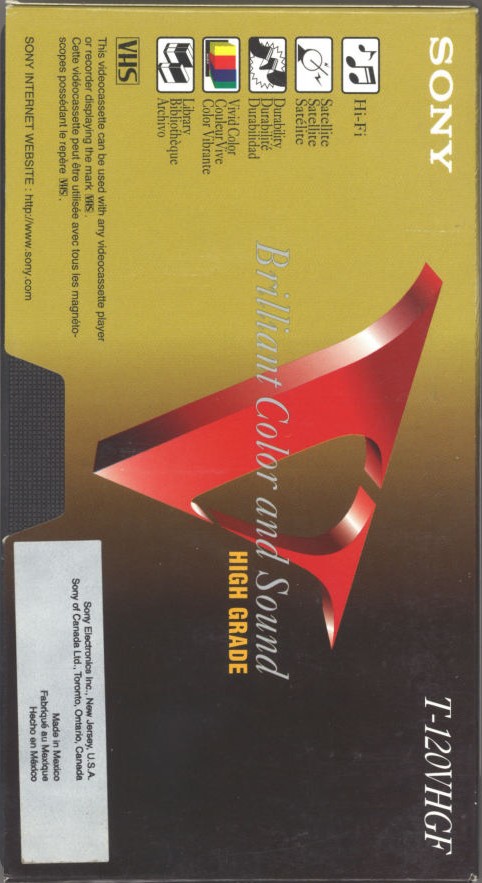 SONY
T-120VHGF
Hi-Fi
Satellite
Satellite
Satélite
Durability
Durabilité
Durabilidad
Vivid Color
Couleur Vive
Color Vibrante
Library
Bibliothèque
Archivo
Brilliant Color and Sound
HIGH GRADE
VHS
This videocassette can be used with any videocassette player
or recorder displaying the mark VHS.
Cette vidéocassette peut être utilisée avec tous les magnéto-
scopes possédant le repère VHS.
SONY INTERNET WEBSITE : http://www.sony.com
Sony Electronics Inc., New Jersey, U.S.A.
Sony of Canada Ltd., Toronto, Ontario, Canada
Made in Mexico
Fabriqué au Mexique
Hecho en México